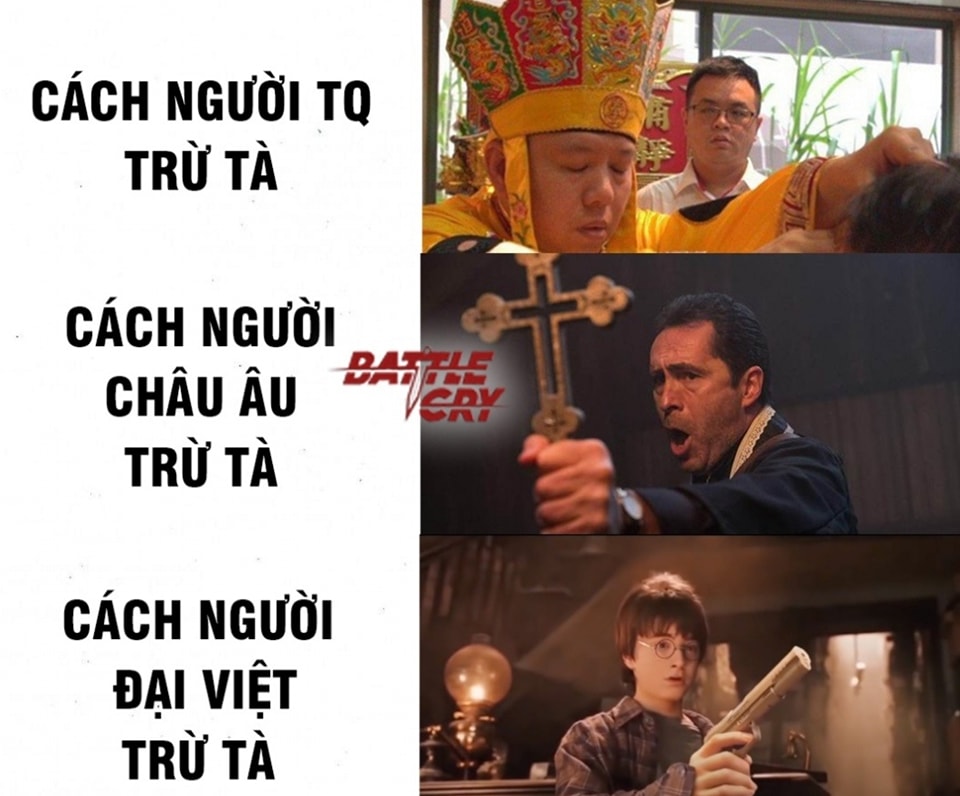 CÁCH NGƯỜI TQ
TRỪ TÀ
CÁCH NGƯỜI
CHÂU ÂU
TRỪ TÀ
BATTLE
CRY
CÁCH NGƯỜI
ĐẠI VIỆT
TRỪ TÀ